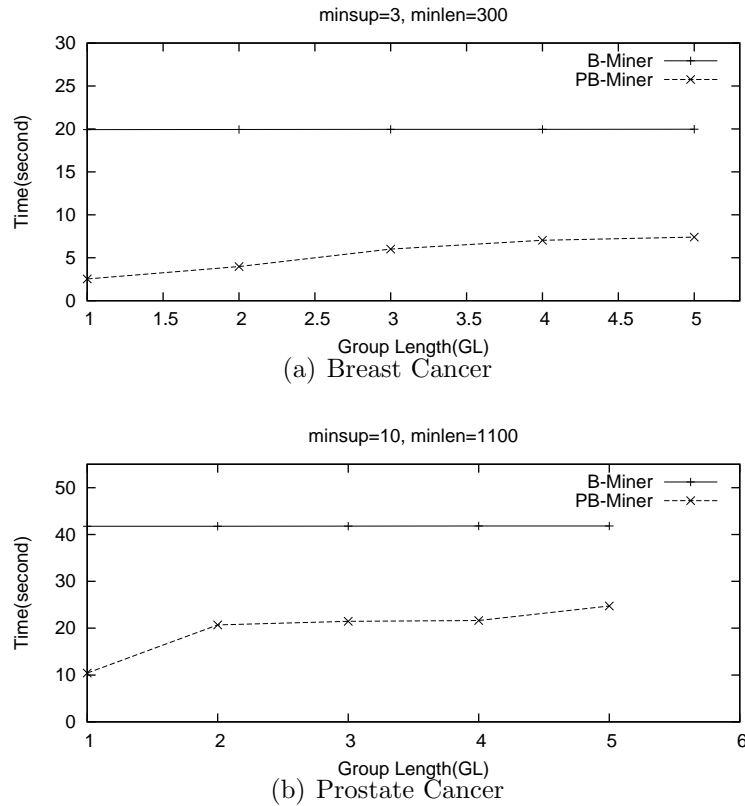 minsup=3, minlen=300
30
25
20
15
10
5
0
Time(second)
B-Miner
PB-Miner
1 1.5 2 2.5 3 3.5 4 4.5 5
Group Length(GL)
(a) Breast Cancer
minsup=10, minlen=1100
50
40
30
20
10
0
Time(second)
B-Miner
PB-Miner
1 2 3 4 5 6
Group Length(GL)
(b) Prostate Cancer